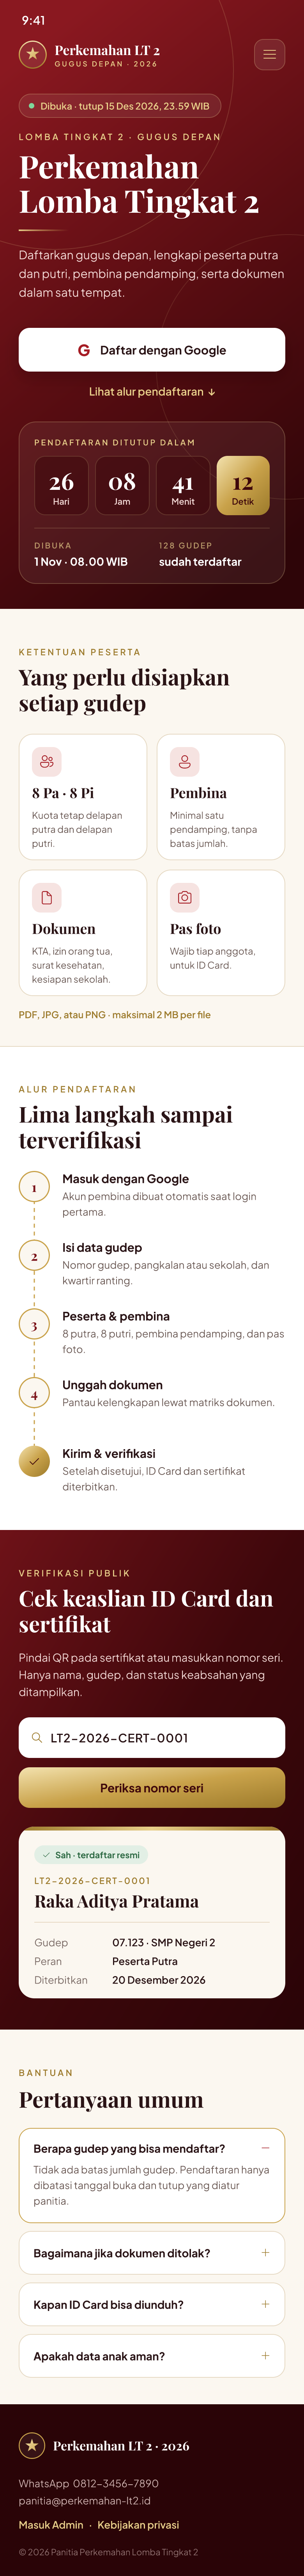 9:41
Perkemahan LT 2
GUGUS DEPAN · 2026
Dibuka · tutup 15 Des 2026, 23.59 WIB
LOMBA TINGKAT 2 · GUGUS DEPAN
Perkemahan
Lomba Tingkat 2
Daftarkan gugus depan, lengkapi peserta putra
dan putri, pembina pendamping, serta dokumen
dalam satu tempat.
G Daftar dengan Google
Lihat alur pendaftaran ↓
PENDAFTARAN DITUTUP DALAM
26 08 41 12
Hari Jam Menit Detik
DIBUKA 128 GUDEP
1 Nov · 08.00 WIB sudah terdaftar
KETENTUAN PESERTA
Yang perlu disiapkan
setiap gudep
8 Pa · 8 Pi
Kuota tetap delapan
putra dan delapan
putri.
Pembina
Minimal satu
pendamping, tanpa
batas jumlah.
Dokumen
KTA, izin orang tua,
surat kesehatan,
kesiapan sekolah.
Pas foto
Wajib tiap anggota,
untuk ID Card.
PDF, JPG, atau PNG · maksimal 2 MB per file
ALUR PENDAFTARAN
Lima langkah sampai
terverifikasi
1 Masuk dengan Google
Akun pembina dibuat otomatis saat login
pertama.
2 Isi data gudep
Nomor gudep, pangkalan atau sekolah, dan
kwartir ranting.
3 Peserta & pembina
8 putra, 8 putri, pembina pendamping, dan pas
foto.
4 Unggah dokumen
Pantau kelengkapan lewat matriks dokumen.
Kirim & verifikasi
Setelah disetujui, ID Card dan sertifikat
diterbitkan.
VERIFIKASI PUBLIK
Cek keaslian ID Card dan
sertifikat
Pindai QR pada sertifikat atau masukkan nomor seri.
Hanya nama, gudep, dan status keabsahan yang
ditampilkan.
LT2-2026-CERT-0001
Periksa nomor seri
Sah · terdaftar resmi
LT2-2026-CERT-0001
Raka Aditya Pratama
Gudep 07.123 · SMP Negeri 2
Peran Peserta Putra
Diterbitkan 20 Desember 2026
BANTUAN
Pertanyaan umum
Berapa gudep yang bisa mendaftar? −
Tidak ada batas jumlah gudep. Pendaftaran hanya
dibatasi tanggal buka dan tutup yang diatur
panitia.
Bagaimana jika dokumen ditolak? +
Kapan ID Card bisa diunduh? +
Apakah data anak aman? +
Perkemahan LT 2 · 2026
WhatsApp 0812-3456-7890
panitia@perkemahan-lt2.id
Masuk Admin · Kebijakan privasi
© 2026 Panitia Perkemahan Lomba Tingkat 2